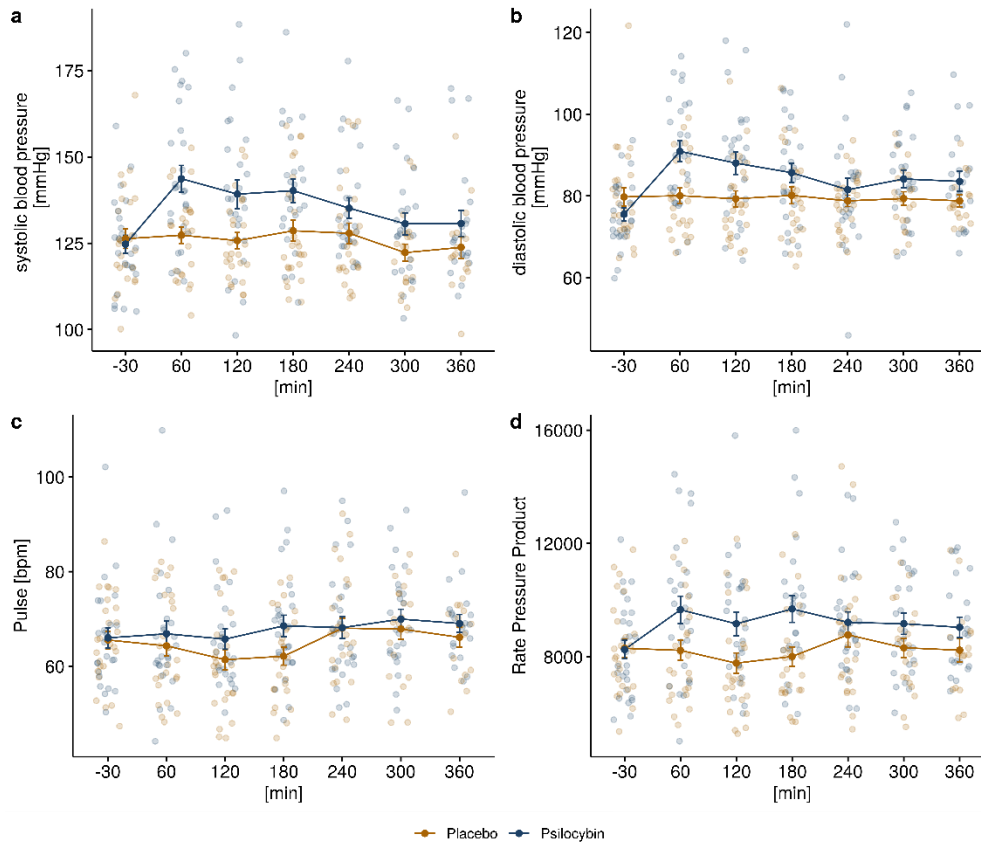 a
systolic blood pressure
[mmHg]
175
150
125
100
-30 60 120 180 240 300 360
[min]
b
diastolic blood pressure
[mmHg]
120
100
80
60
-30 60 120 180 240 300 360
[min]
c
Pulse [bpm]
100
80
60
-30 60 120 180 240 300 360
[min]
d
Rate Pressure Product
16000
12000
8000
-30 60 120 180 240 300 360
[min]
Placebo Psilocybin